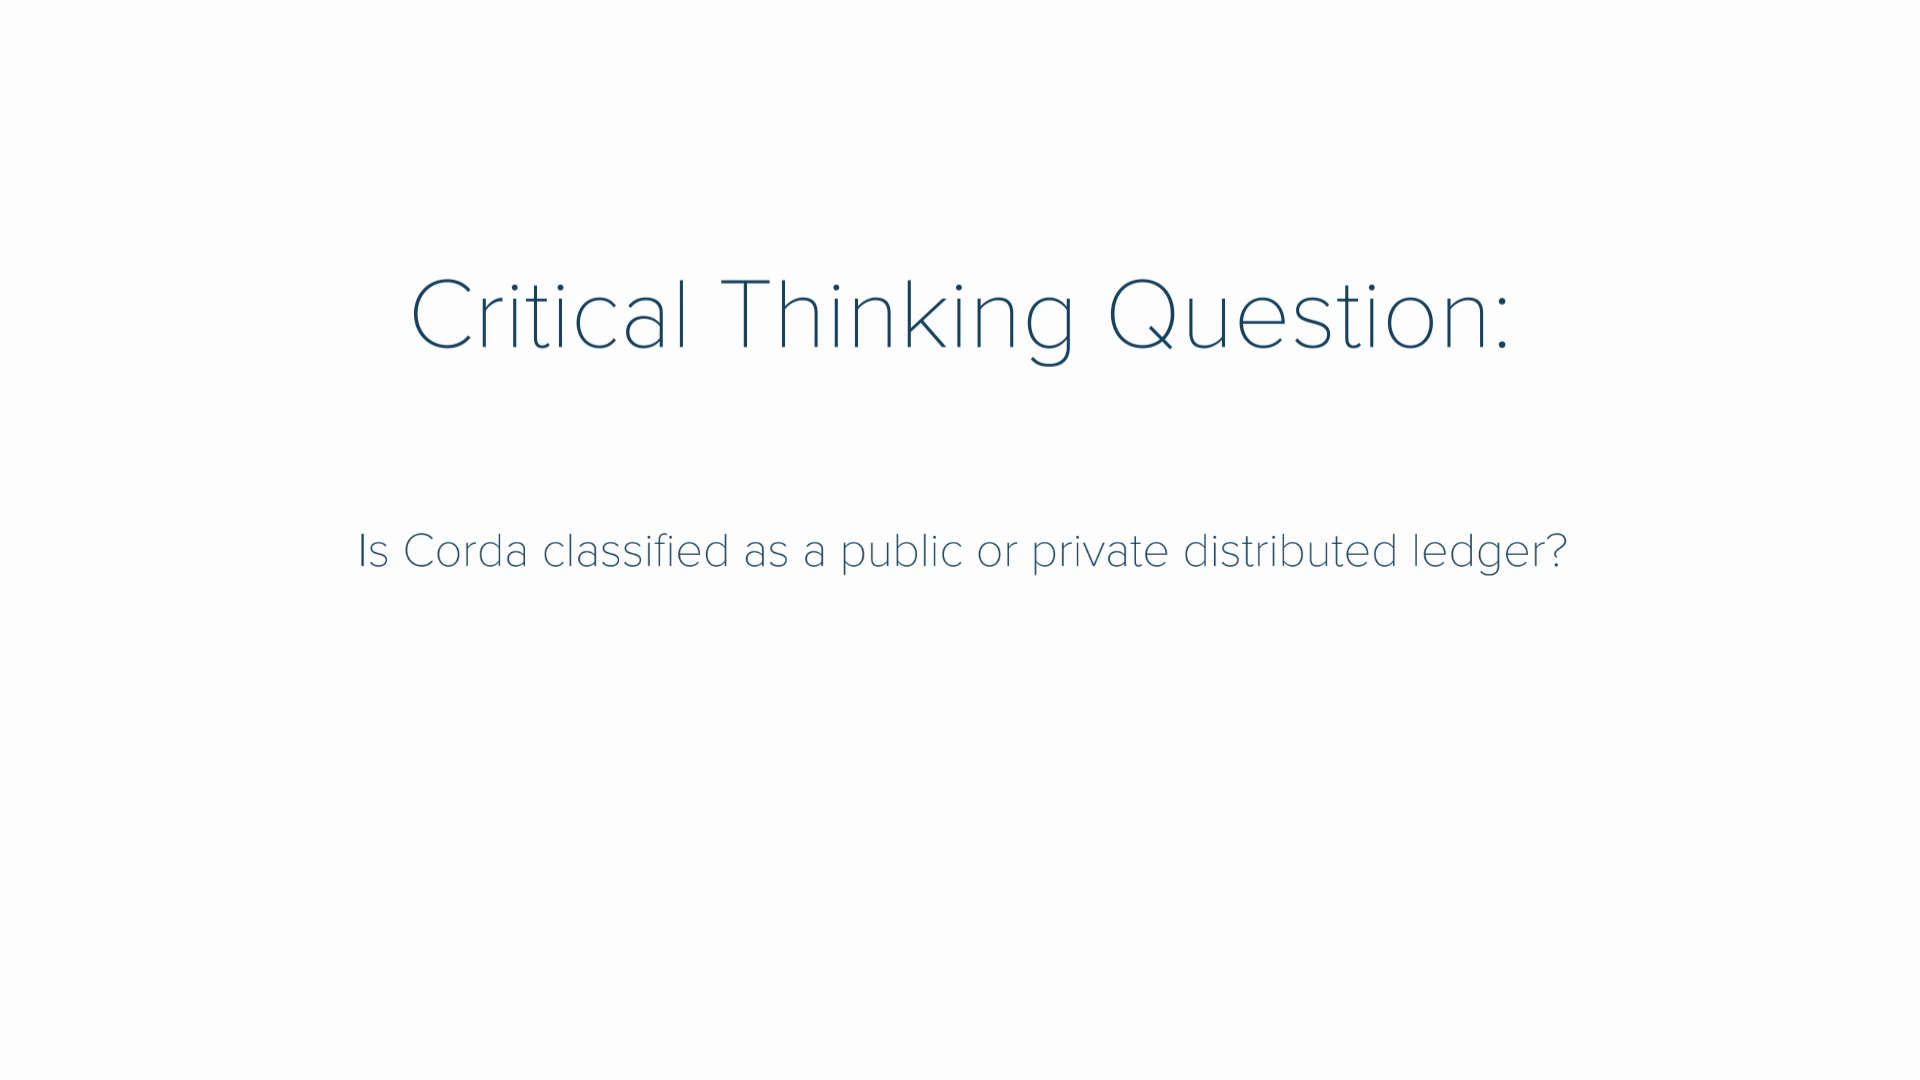 Critical Thinking Question:
Is Corda classified as a public or private distributed ledger?